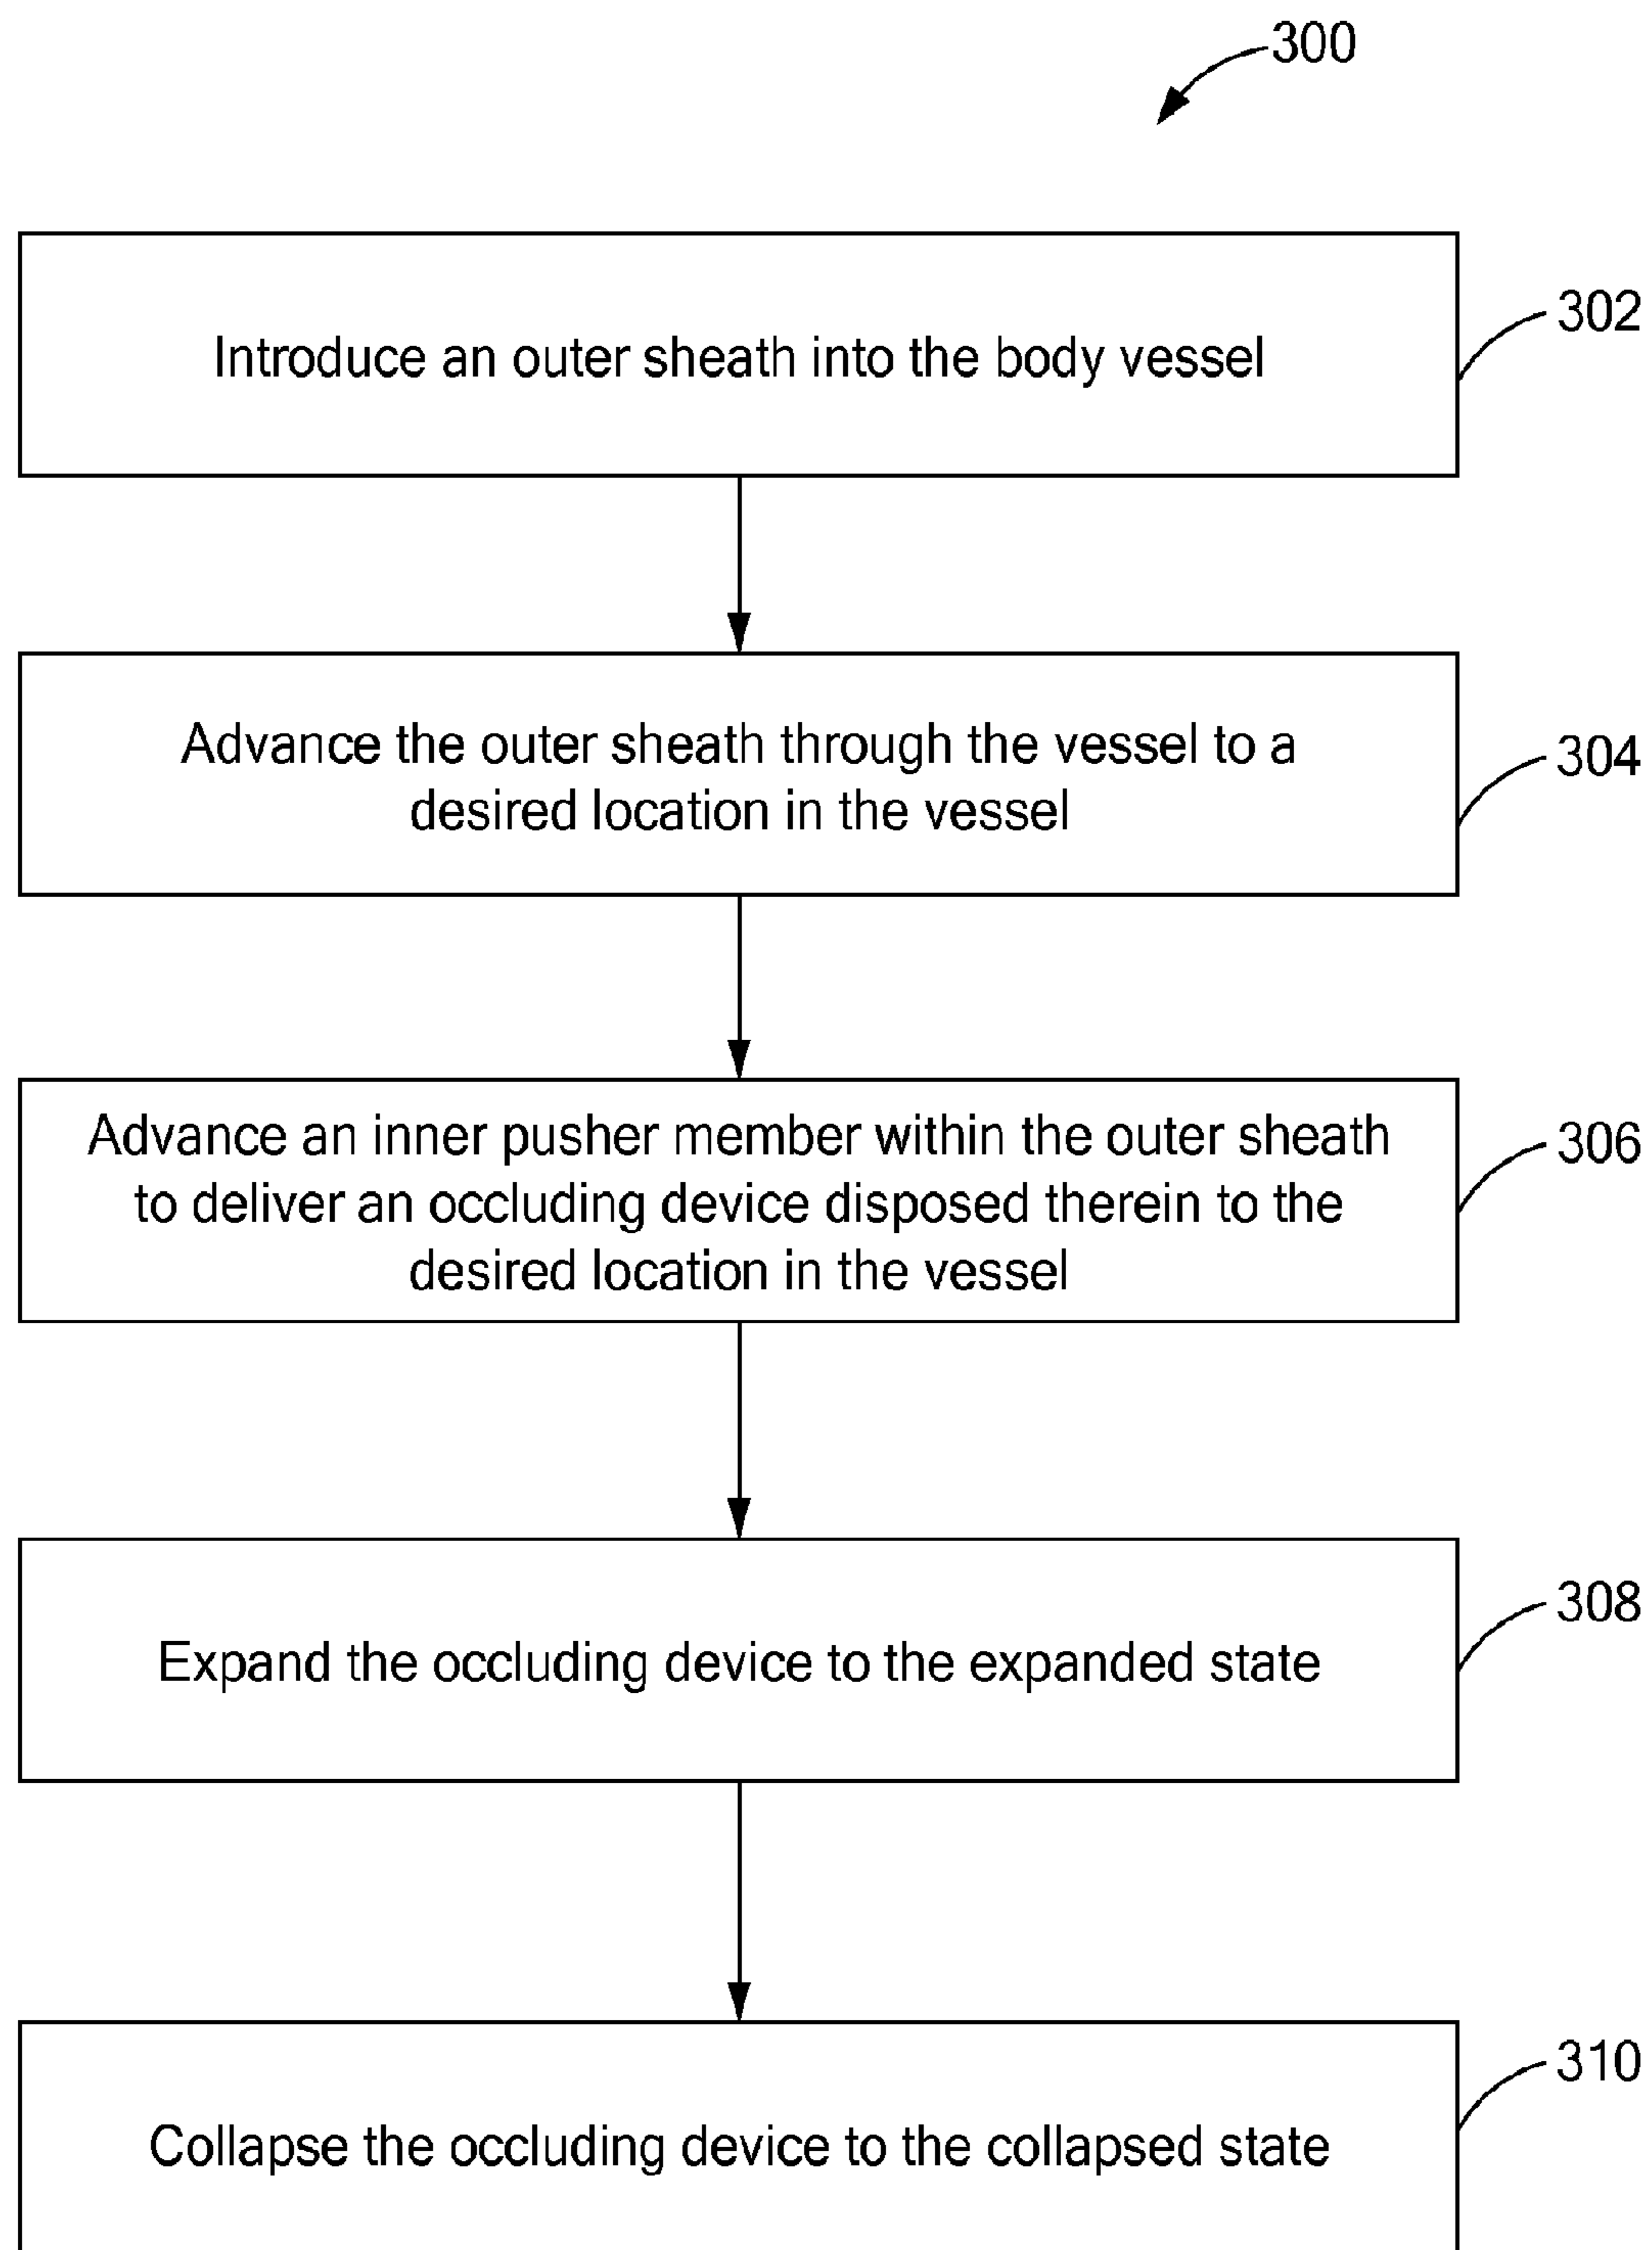 300
Introduce an outer sheath into the body vessel
302
Advance the outer sheath through the vessel to a
desired location in the vessel
304
Advance an inner pusher member within the outer sheath
to deliver an occluding device disposed therein to the
desired location in the vessel
306
Expand the occluding device to the expanded state
308
Collapse the occluding device to the collapsed state
310